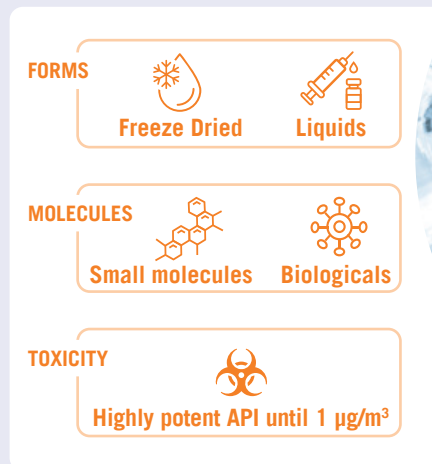 FORMS
Freeze Dried Liquids
MOLECULES
Small molecules Biologicals
TOXICITY
Highly potent API until 1 µg/m³